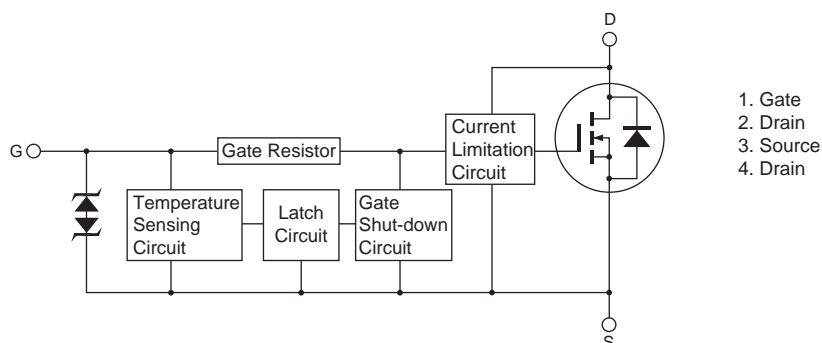 D
1. Gate
2. Drain
3. Source
4. Drain
Current
Limitation
Circuit
G
Gate Resistor
Temperature
Sensing
Circuit
Latch
Circuit
Gate
Shut-down
Circuit
S